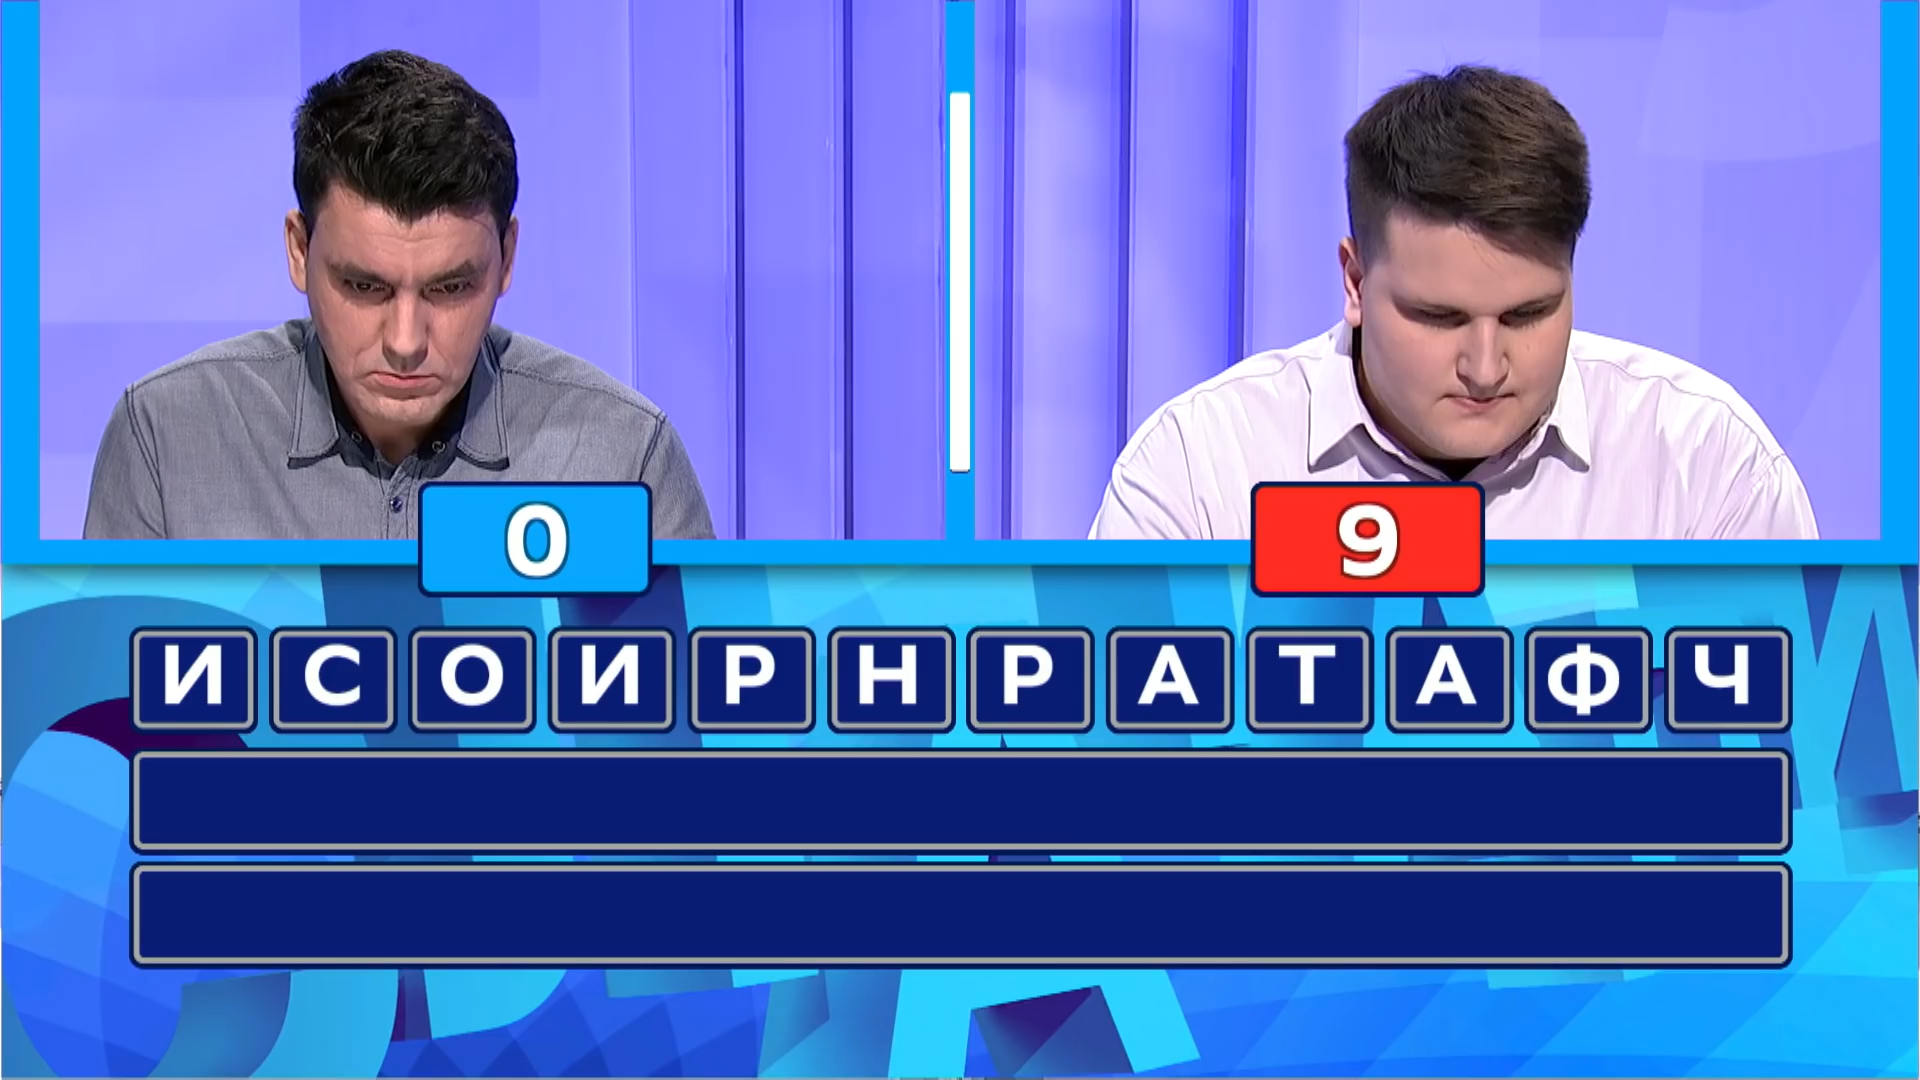 0 9
И С О И Р Н Р А Т А Ф Ч